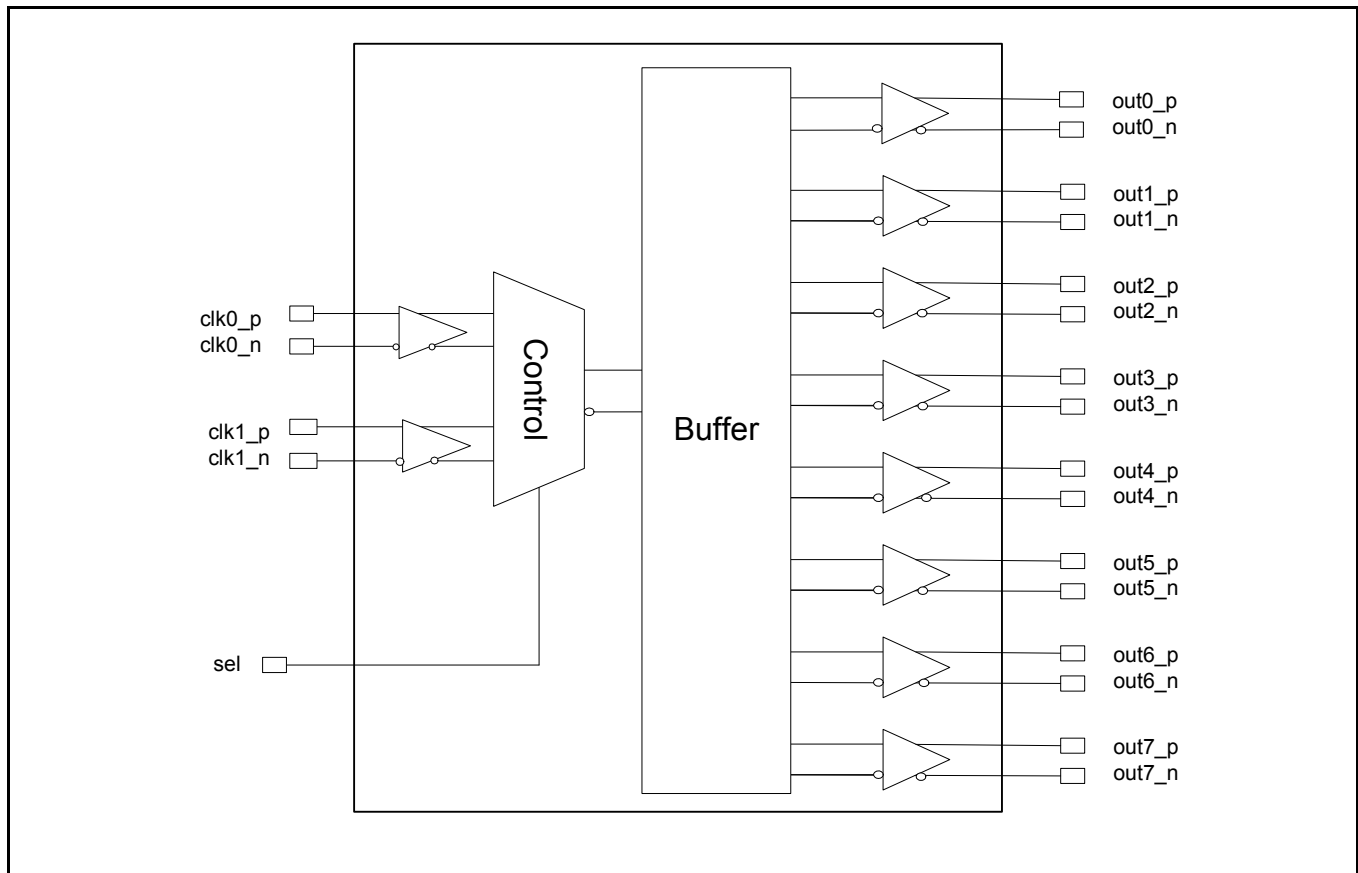 clk0_p
clk0_n
clk1_p
clk1_n
sel
Control
Buffer
out0_p
out0_n
out1_p
out1_n
out2_p
out2_n
out3_p
out3_n
out4_p
out4_n
out5_p
out5_n
out6_p
out6_n
out7_p
out7_n